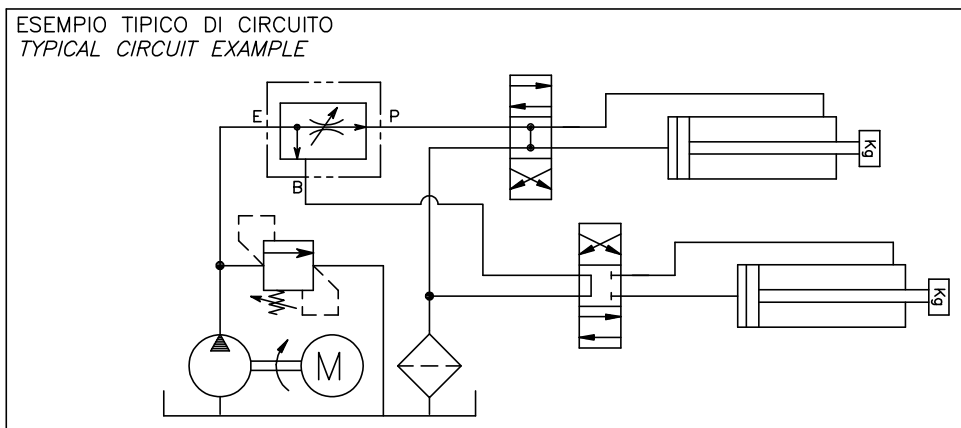 ESEMPIO TIPICO DI CIRCUITO
TYPICAL CIRCUIT EXAMPLE
E
P
B
Kg
Kg
M